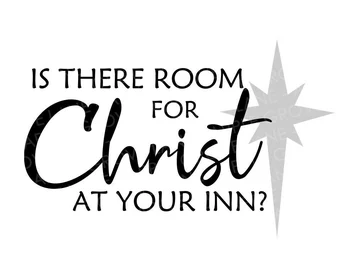 IS THERE ROOM
FOR
Christ
AT YOUR INN?